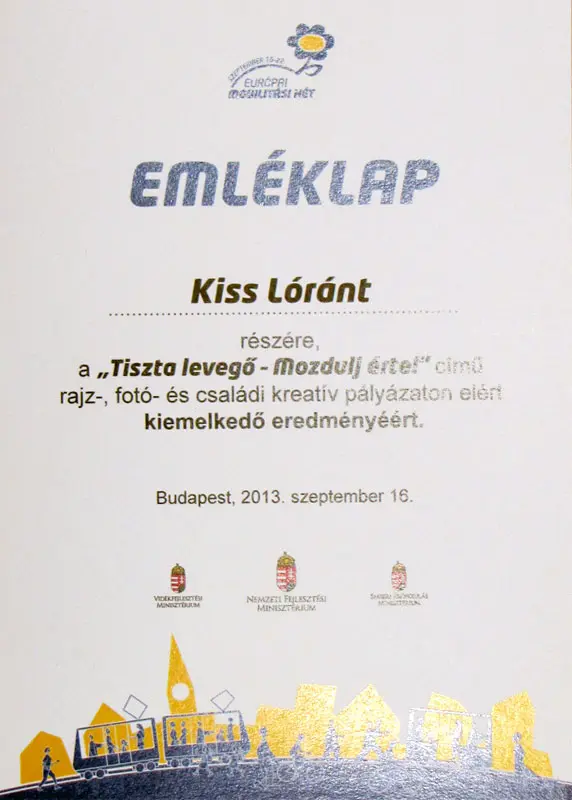 SZEPTEMBER 16-22
EURÓPAI
MOBILITÁSI HÉT
EMLÉKLAP
Kiss Lóránt
részére,
a „Tiszta levegő - Mozdulj érte!” című
rajz-, fotó- és családi kreatív pályázaton elért
kiemelkedő eredményéért.
Budapest, 2013. szeptember 16.
VIDÉKFEJLESZTÉSI
MINISZTÉRIUM
NEMZETI FEJLESZTÉSI
MINISZTÉRIUM
EMBERI ERŐFORRÁSOK
MINISZTÉRIUMA